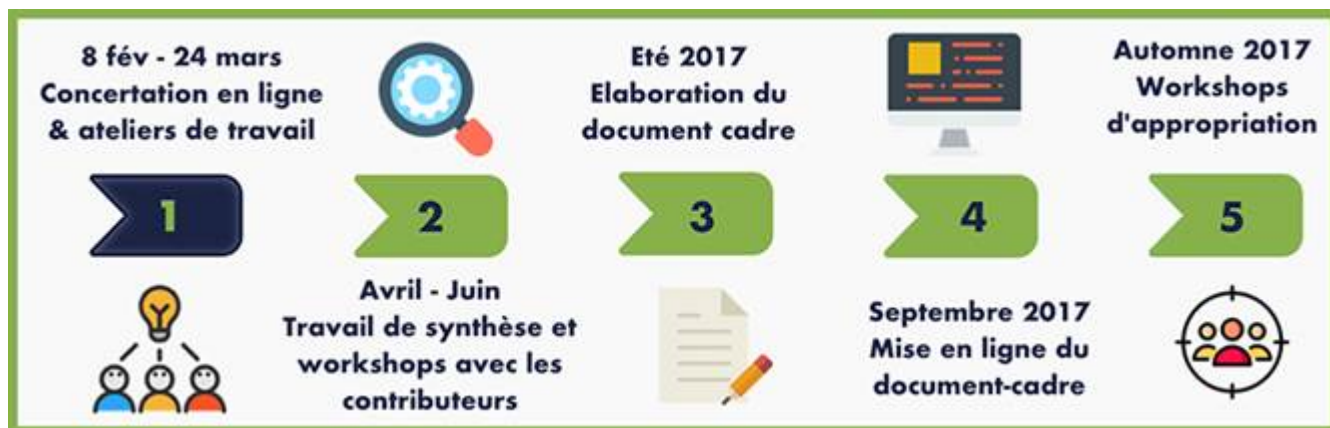 8 fév - 24 mars
Concertation en ligne
& ateliers de travail
1
2
Avril - Juin
Travail de synthèse et
workshops avec les
contributeurs
Eté 2017
Elaboration du
document cadre
3
4
Septembre 2017
Mise en ligne du
document-cadre
Automne 2017
Workshops
d'appropriation
5